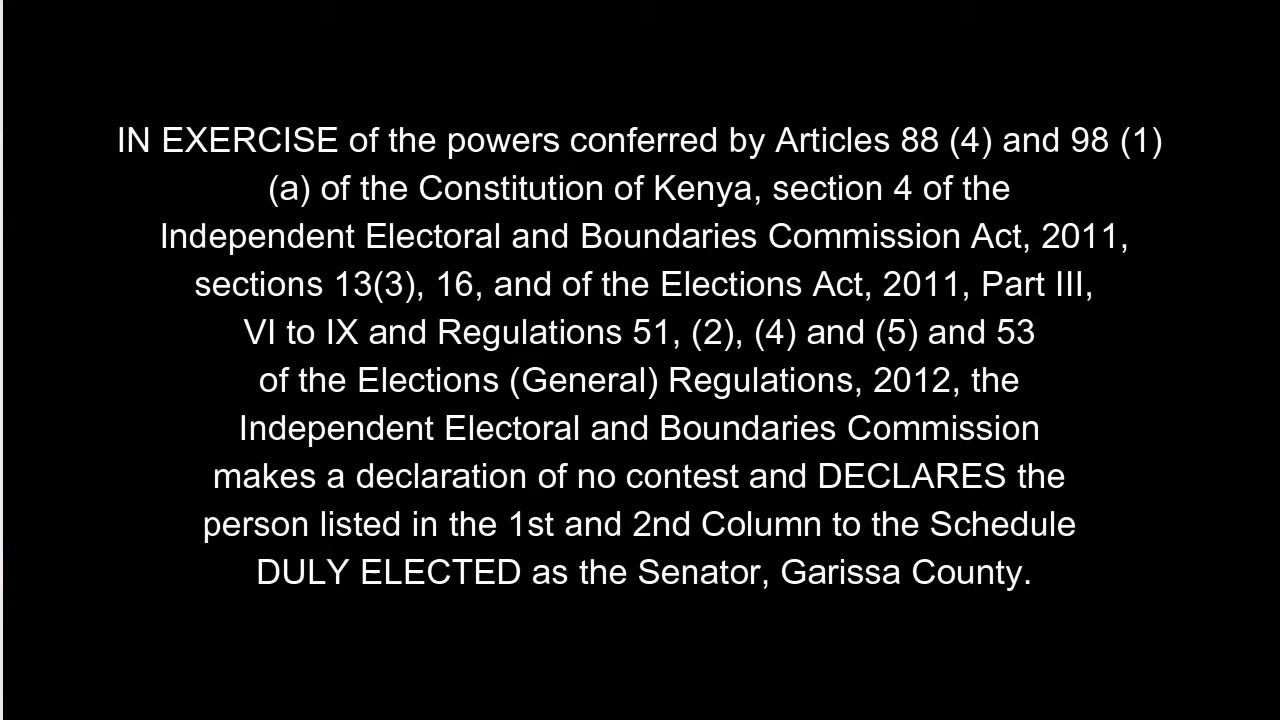 IN EXERCISE of the powers conferred by Articles 88 (4) and 98 (1)
(a) of the Constitution of Kenya, section 4 of the
Independent Electoral and Boundaries Commission Act, 2011,
sections 13(3), 16, and of the Elections Act, 2011, Part III,
VI to IX and Regulations 51, (2), (4) and (5) and 53
of the Elections (General) Regulations, 2012, the
Independent Electoral and Boundaries Commission
makes a declaration of no contest and DECLARES the
person listed in the 1st and 2nd Column to the Schedule
DULY ELECTED as the Senator, Garissa County.